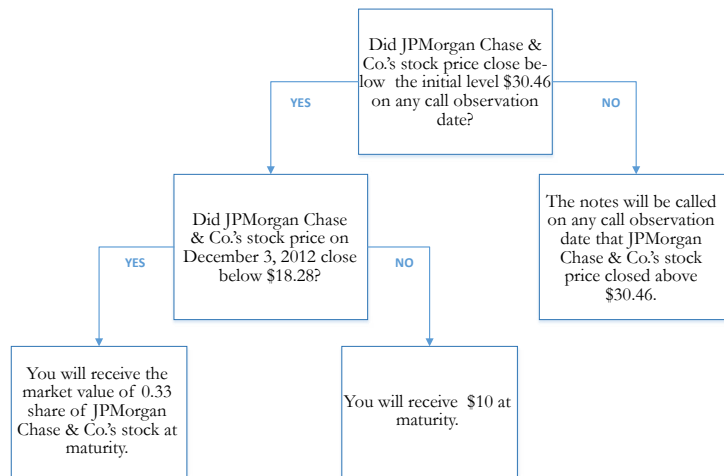 Did JPMorgan Chase &
Co.'s stock price close be-
low the initial level $30.46
on any call observation
date?
YES
NO
Did JPMorgan Chase
& Co.'s stock price on
December 3, 2012 close
below $18.28?
The notes will be called
on any call observation
date that JPMorgan
Chase & Co.'s stock
price closed above
$30.46.
YES
NO
You will receive the
market value of 0.33
share of JPMorgan
Chase & Co.'s stock at
maturity.
You will receive $10 at
maturity.